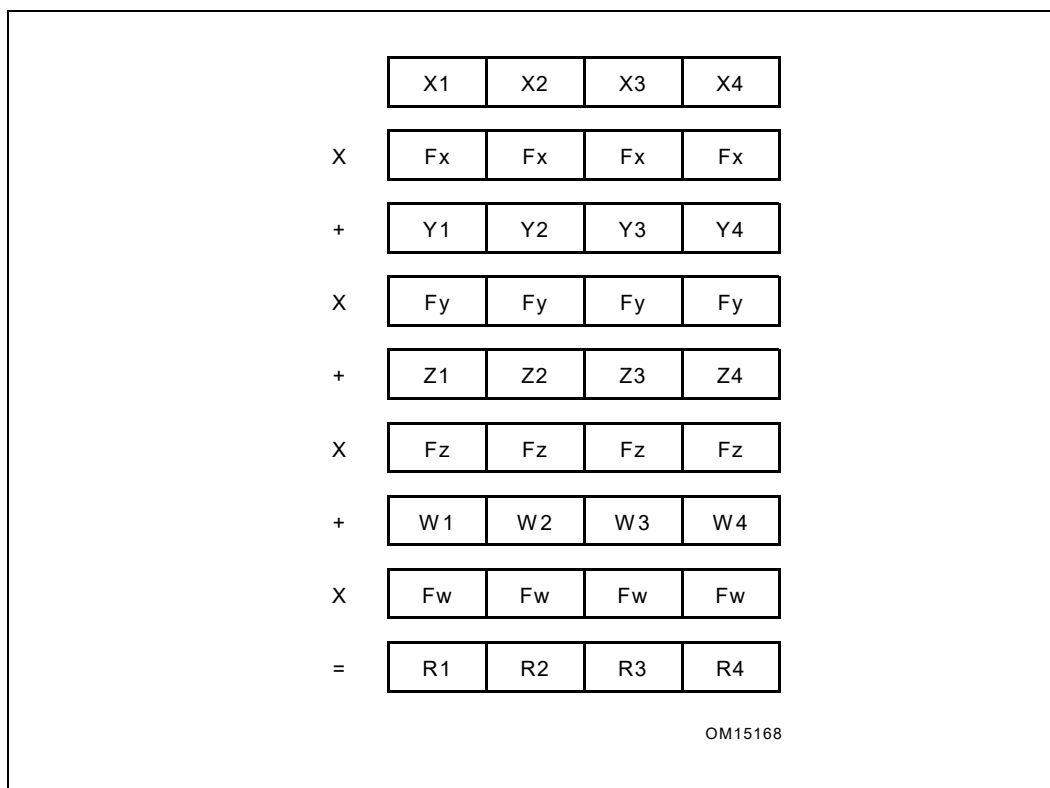 X1 X2 X3 X4
X Fx Fx Fx Fx
+ Y1 Y2 Y3 Y4
X Fy Fy Fy Fy
+ Z1 Z2 Z3 Z4
X Fz Fz Fz Fz
+ W1 W2 W3 W4
X Fw Fw Fw Fw
= R1 R2 R3 R4
OM15168